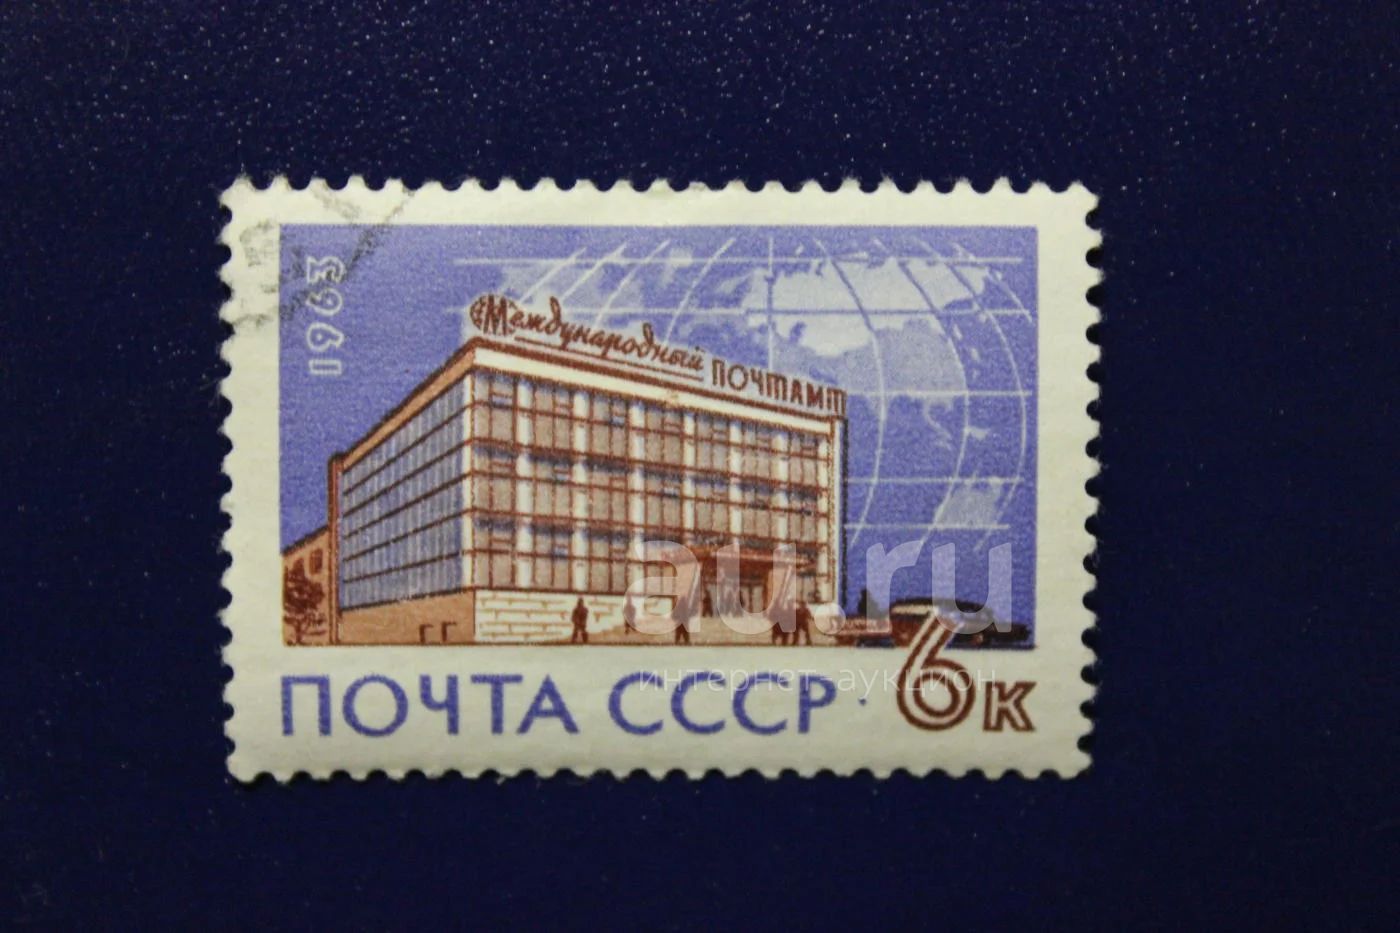 1963
Международный ПОЧТАМТ
au.ru
интернет-аукцион
ПОЧТА СССР
6к